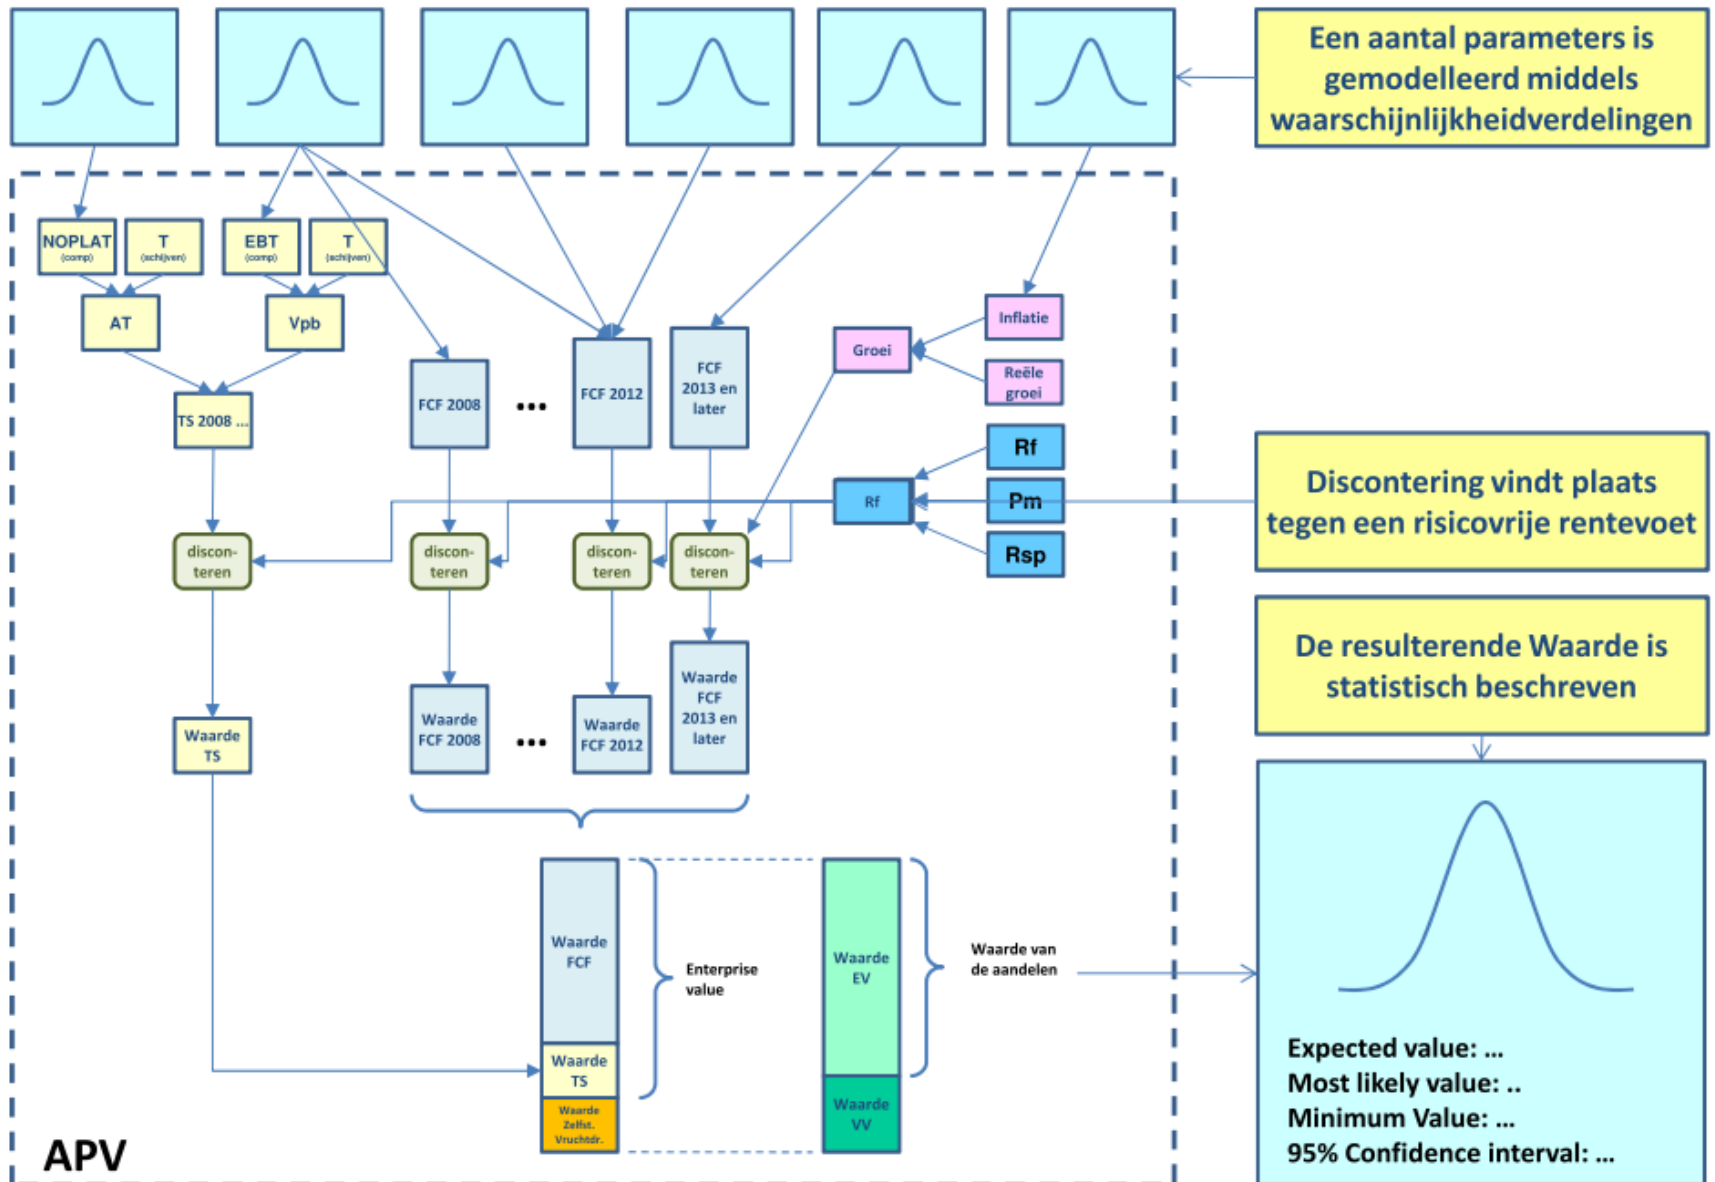 Een aantal parameters is
gemodelleerd middels
waarschijnlijkheidverdelingen
NOPLAT
(comp)
T
(schijven)
EBT
(comp)
T
(schijven)
AT
Vpb
TS 2008 ...
FCF 2008
...
FCF 2012
FCF
2013 en
later
Groei
Inflatie
Reële
groei
Rf
Rf
Pm
Rsp
Discontering vindt plaats
tegen een risicovrije rentevoet
discon-
teren
discon-
teren
discon-
teren
discon-
teren
De resulterende Waarde is
statistisch beschreven
Waarde
TS
Waarde
FCF 2008
...
Waarde
FCF 2012
Waarde
FCF
2013 en
later
Waarde
FCF
Waarde
TS
Waarde
Zelfst.
Vruchtdr.
Enterprise
value
Waarde
EV
Waarde
VV
Waarde van
de aandelen
Expected value: ...
Most likely value: ..
Minimum Value: ...
95% Confidence interval: ...
APV